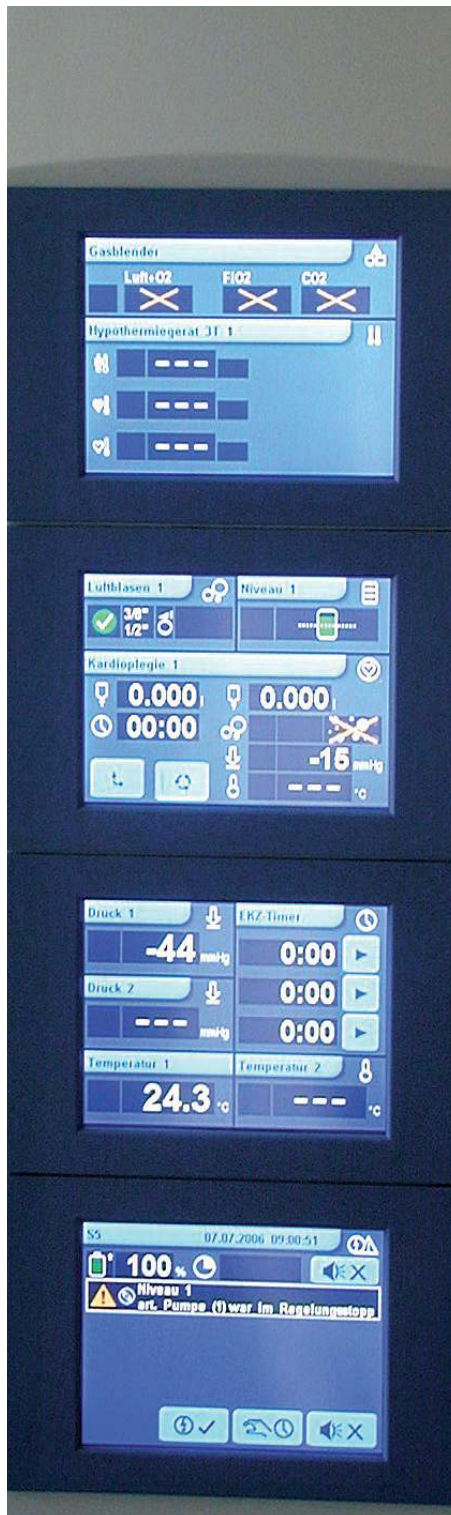 Gasblender
Luft+O2 FiO2 CO2
Hypothermiegerät 3T 1
---
---
---
Luftblasen 1 Niveau 1
3/8"
1/2"
Kardioplegie 1
0.000 l 0.000 l
00:00
-15 mmHg
--- °C
Druck 1 EKZ-Timer
-44 mmHg 0:00
Druck 2 0:00
--- mmHg 0:00
Temperatur 1 Temperatur 2
24.3 °C --- °C
S5 07.07.2006 09:00:51
100 %
Niveau 1
art. Pumpe (1) war im Regelungsstopp